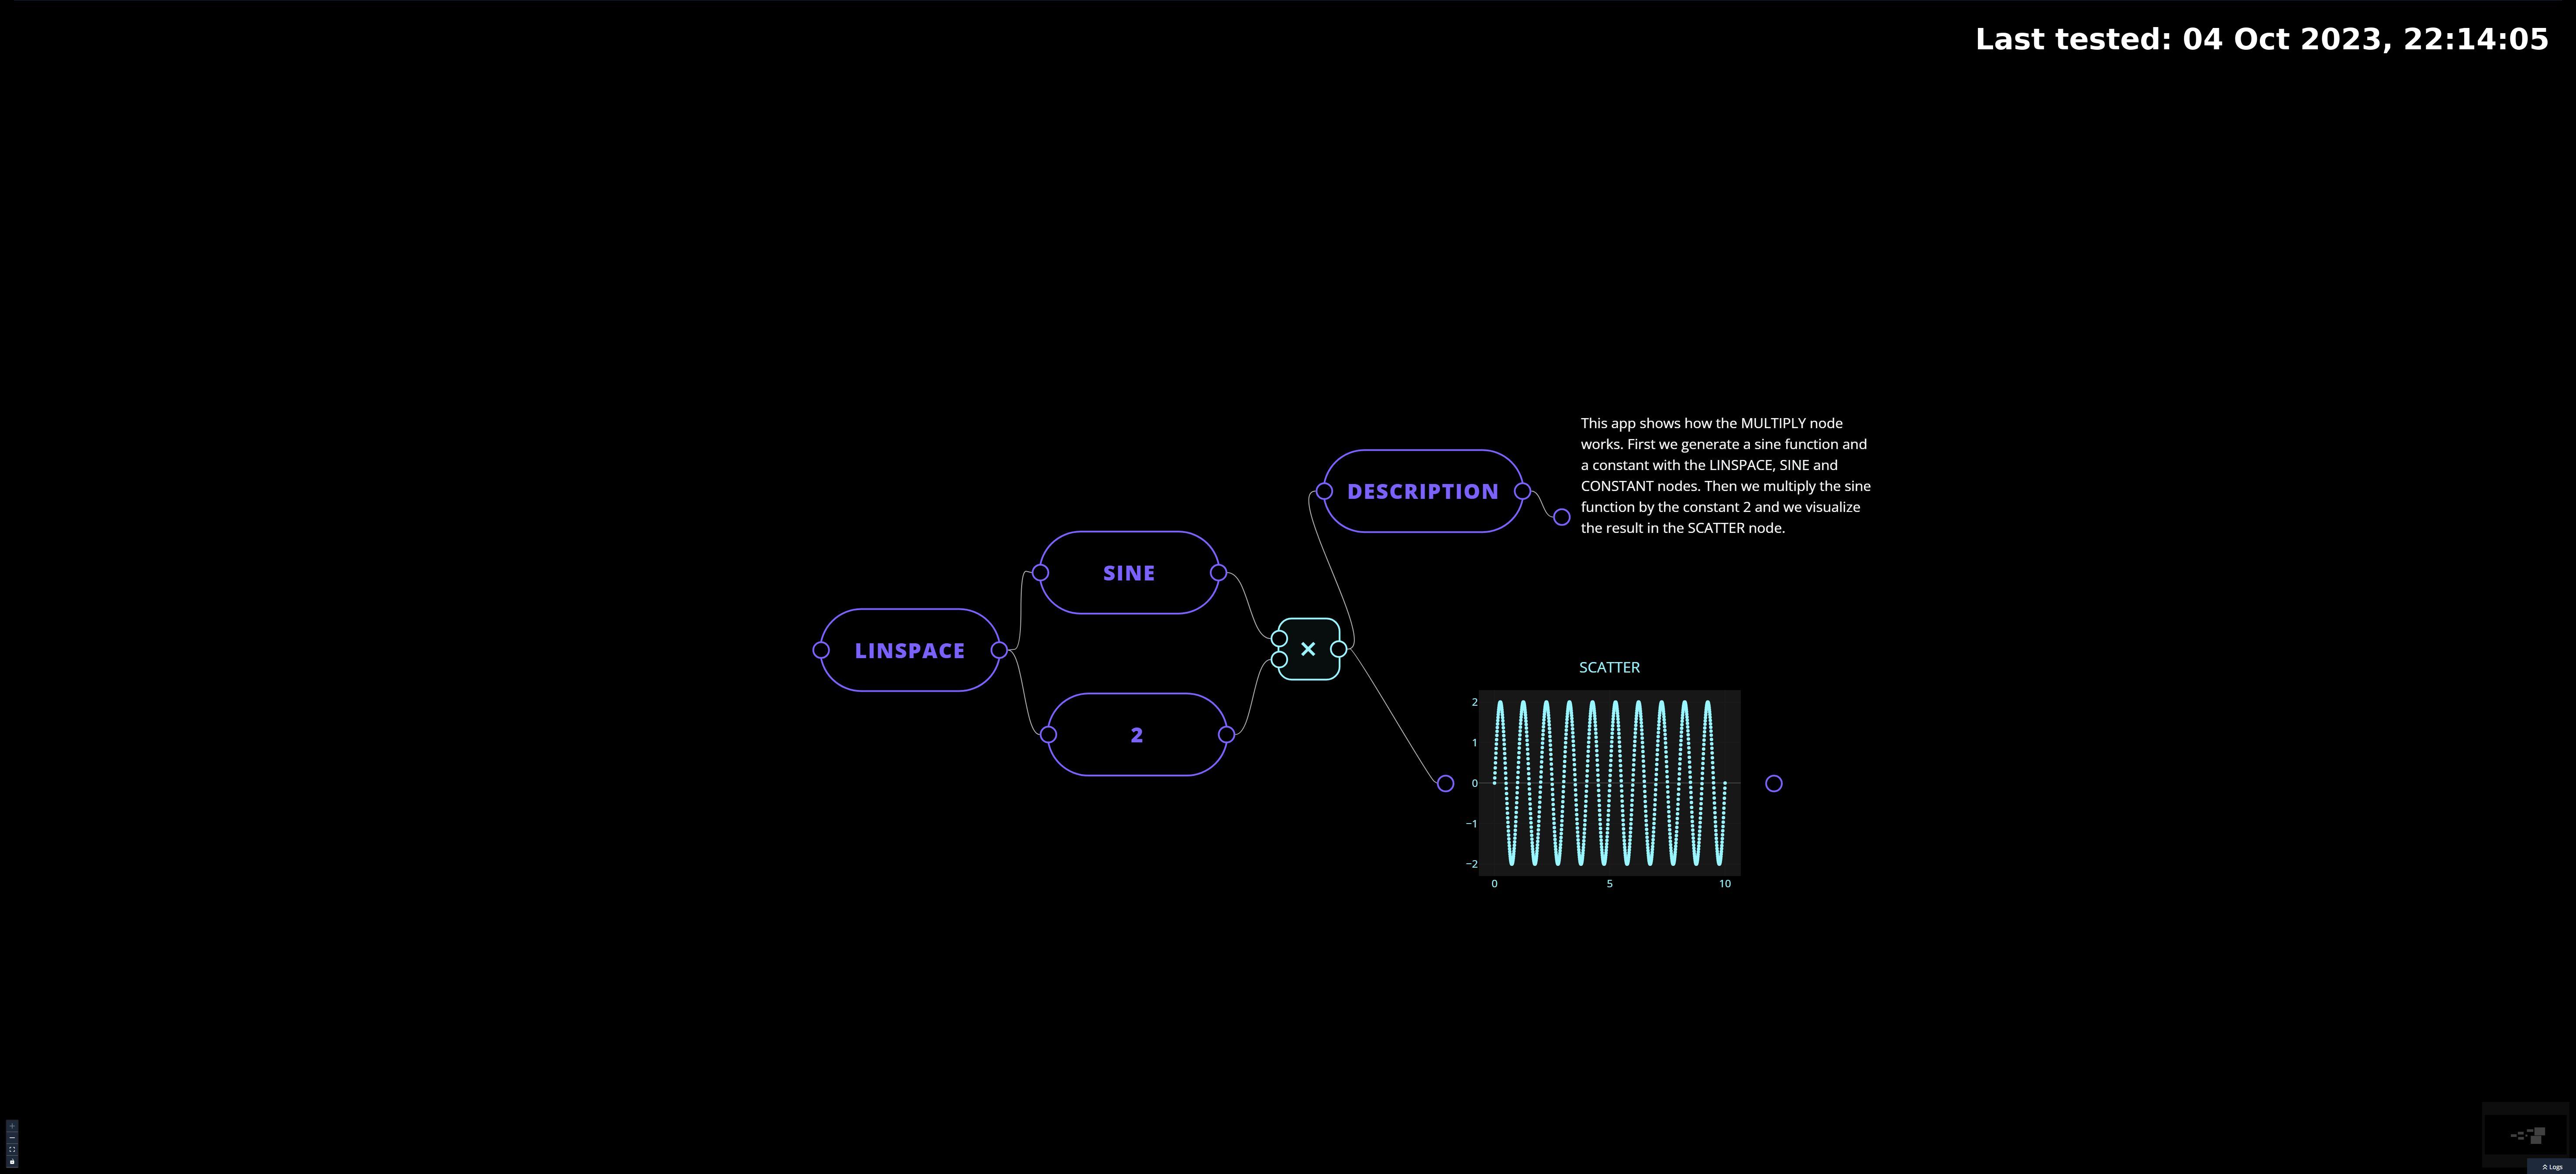 Last tested: 04 Oct 2023, 22:14:05
This app shows how the MULTIPLY node
works. First we generate a sine function and
a constant with the LINSPACE, SINE and
CONSTANT nodes. Then we multiply the sine
function by the constant 2 and we visualize
the result in the SCATTER node.
DESCRIPTION
SINE
LINSPACE
×
2
SCATTER
2
1
0
−1
−2
0 5 10
Logs